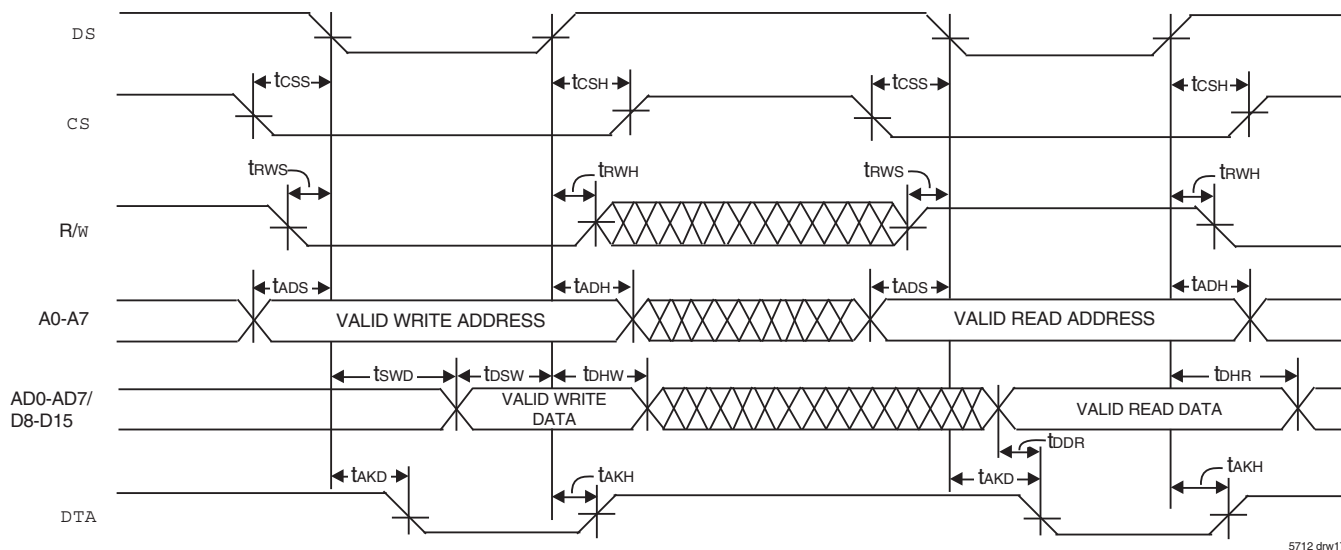 DS
tCSS tCSH tCSS tCSH
CS
tRWS tRWH tRWS tRWH
R/W
tADS tADH tADS tADH
A0-A7 VALID WRITE ADDRESS VALID READ ADDRESS
tSWD tDSW tDHW tDHR
AD0-AD7/
D8-D15
VALID WRITE
DATA
VALID READ DATA
tDDR
tAKD tAKH tAKD tAKH
DTA